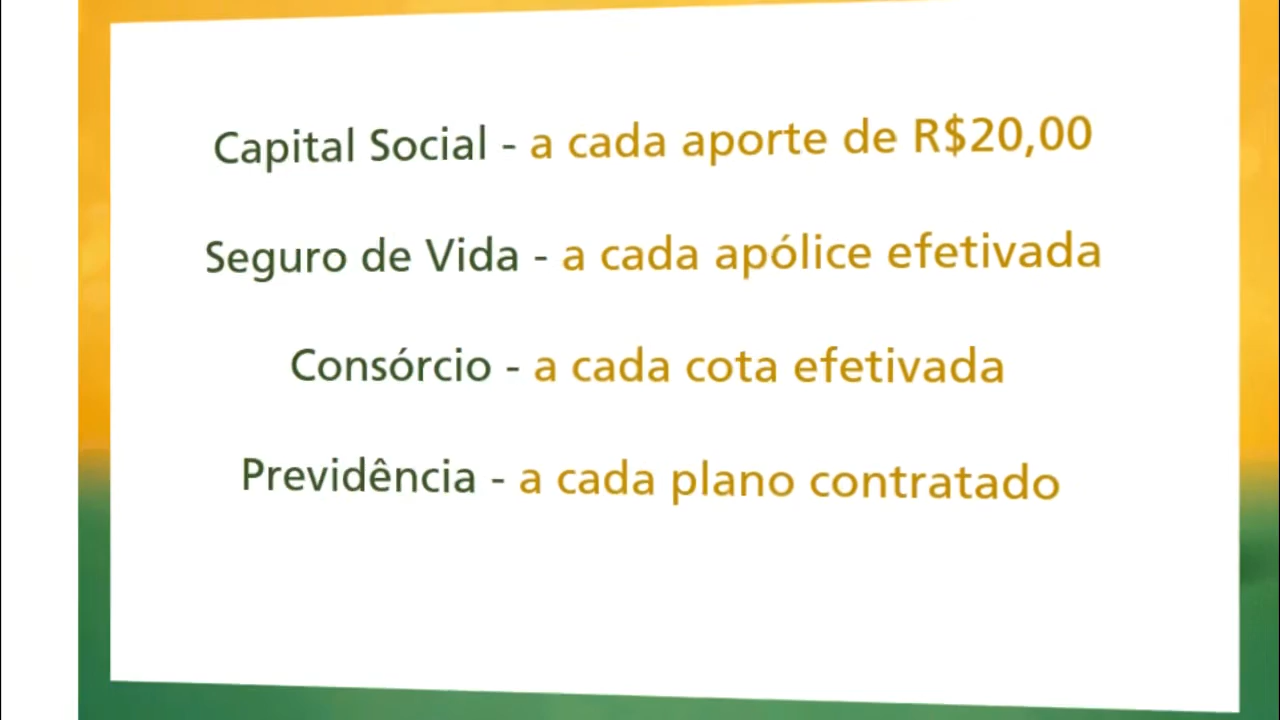 Capital Social - a cada aporte de R$20,00
Seguro de Vida - a cada apólice efetivada
Consórcio - a cada cota efetivada
Previdência - a cada plano contratado